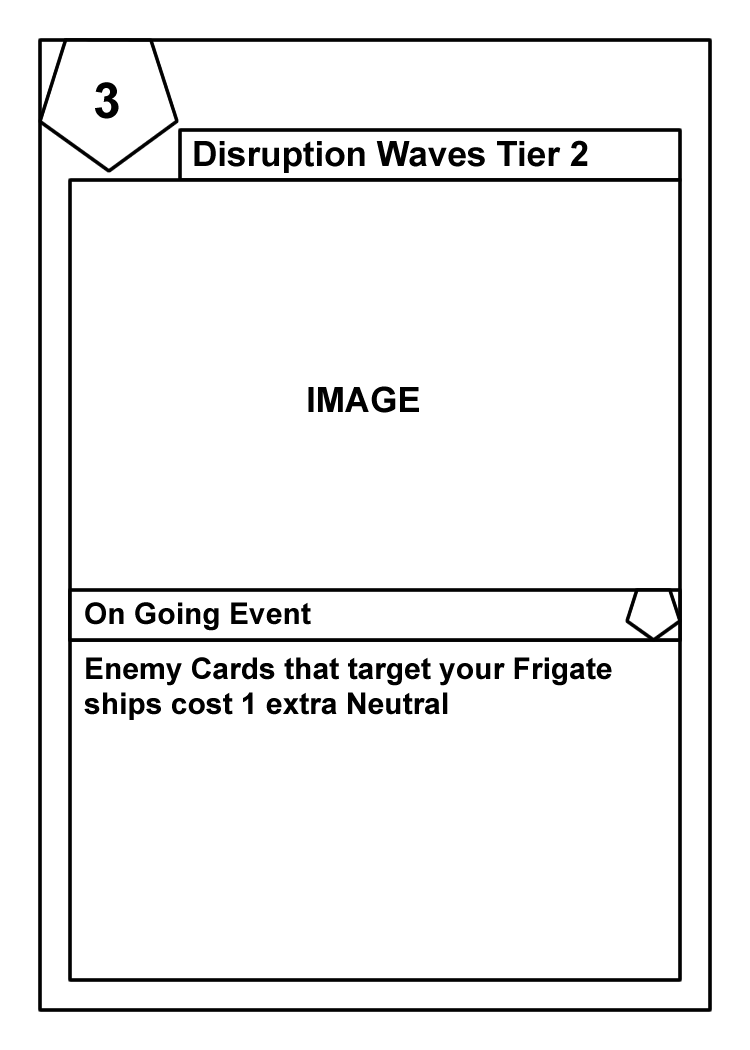 3
Disruption Waves Tier 2
IMAGE
On Going Event
Enemy Cards that target your Frigate
ships cost 1 extra Neutral